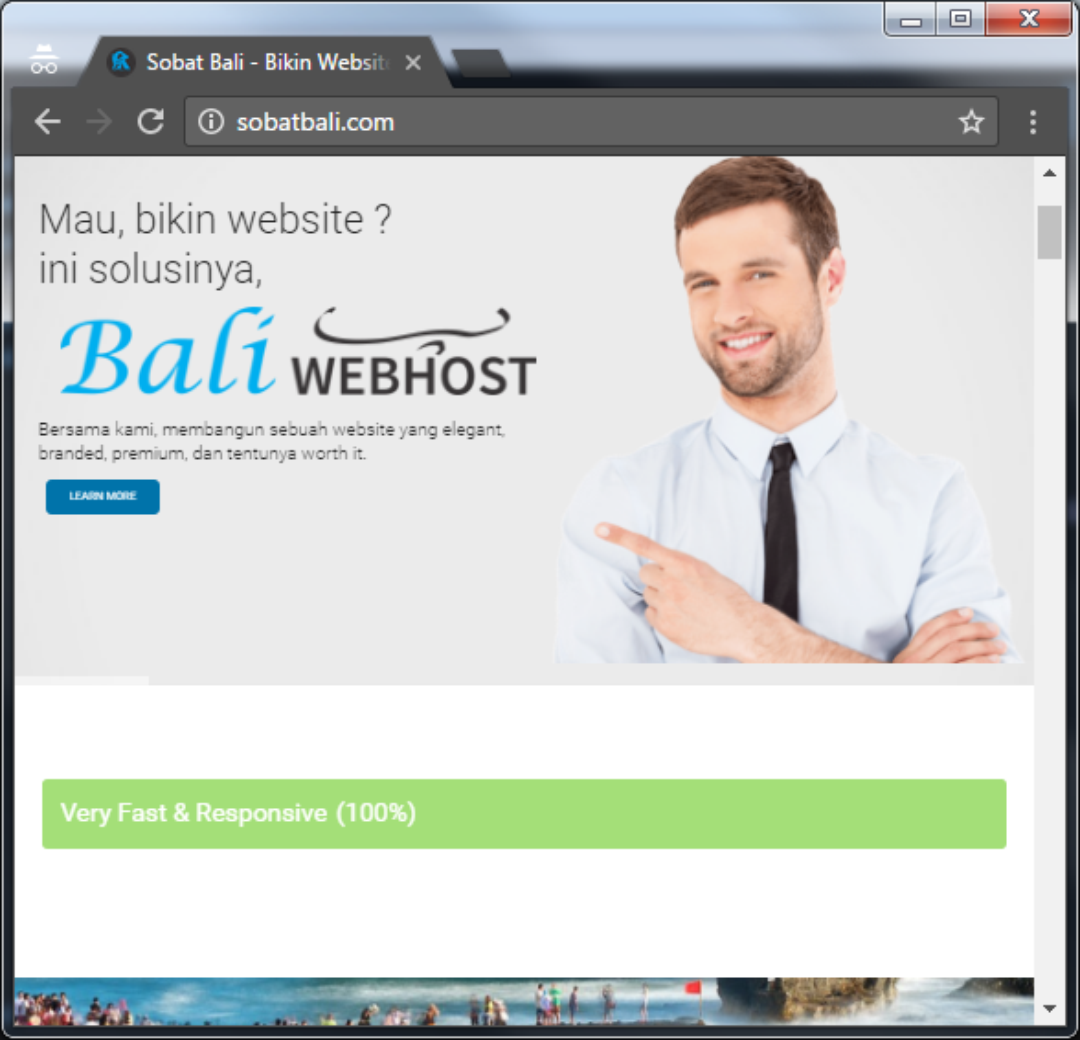 Sobat Bali - Bikin Website
sobatbali.com
Mau, bikin website ?
ini solusinya,
Bali WEBHOST
Bersama kami, membangun sebuah website yang elegant,
branded, premium, dan tentunya worth it.
LEARN MORE
Very Fast & Responsive (100%)